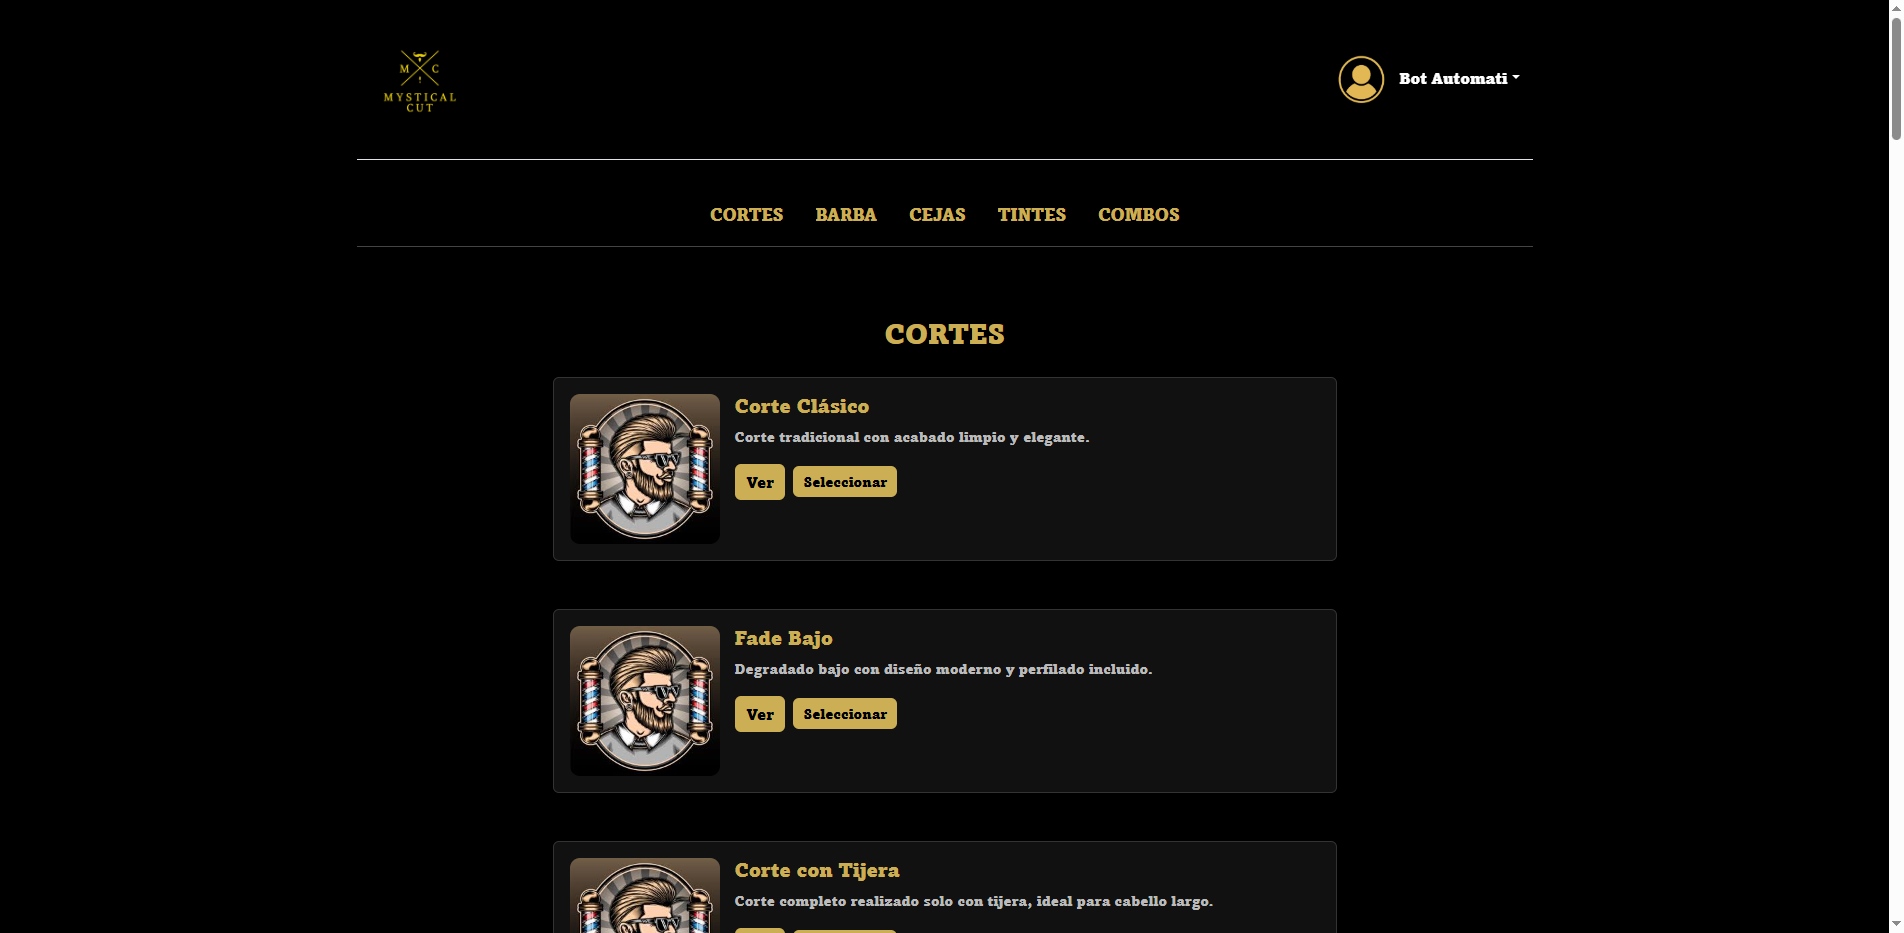 M C
MYSTICAL
CUT
Bot Automati
CORTES BARBA CEJAS TINTES COMBOS
CORTES
Corte Clásico
Corte tradicional con acabado limpio y elegante.
Ver Seleccionar
Fade Bajo
Degradado bajo con diseño moderno y perfilado incluido.
Ver Seleccionar
Corte con Tijera
Corte completo realizado solo con tijera, ideal para cabello largo.